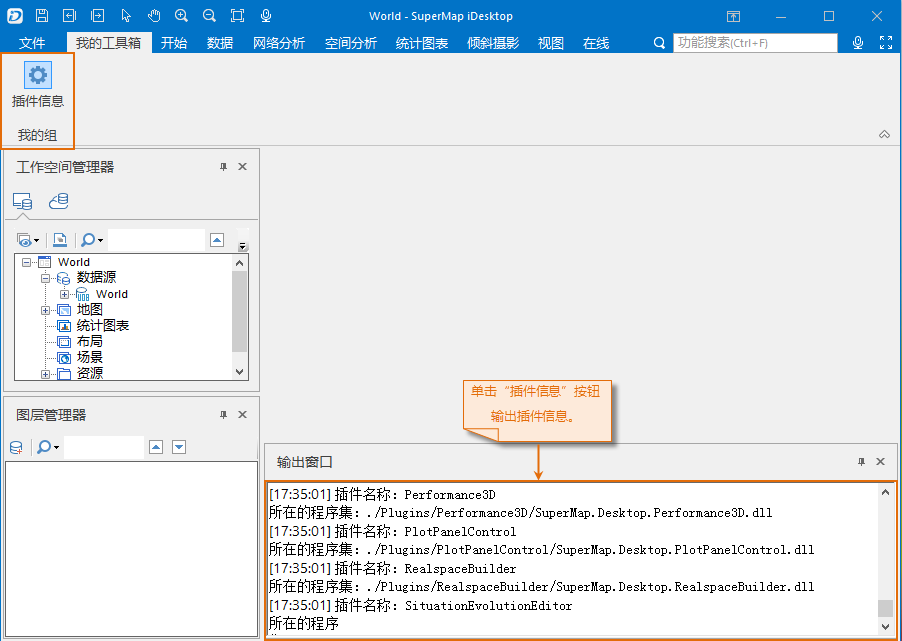 World - SuperMap iDesktop
文件 我的工具箱 开始 数据 网络分析 空间分析 统计图表 倾斜摄影 视图 在线 功能搜索(Ctrl+F)
插件信息
我的组
工作空间管理器
World
数据源
World
地图
统计图表
布局
场景
资源
图层管理器
单击“插件信息”按钮
输出插件信息。
输出窗口
[17:35:01] 插件名称：Performance3D
所在的程序集：./Plugins/Performance3D/SuperMap.Desktop.Performance3D.dll
[17:35:01] 插件名称：PlotPanelControl
所在的程序集：./Plugins/PlotPanelControl/SuperMap.Desktop.PlotPanelControl.dll
[17:35:01] 插件名称：RealspaceBuilder
所在的程序集：./Plugins/RealspaceBuilder/SuperMap.Desktop.RealspaceBuilder.dll
[17:35:01] 插件名称：SituationEvolutionEditor
所在的程序